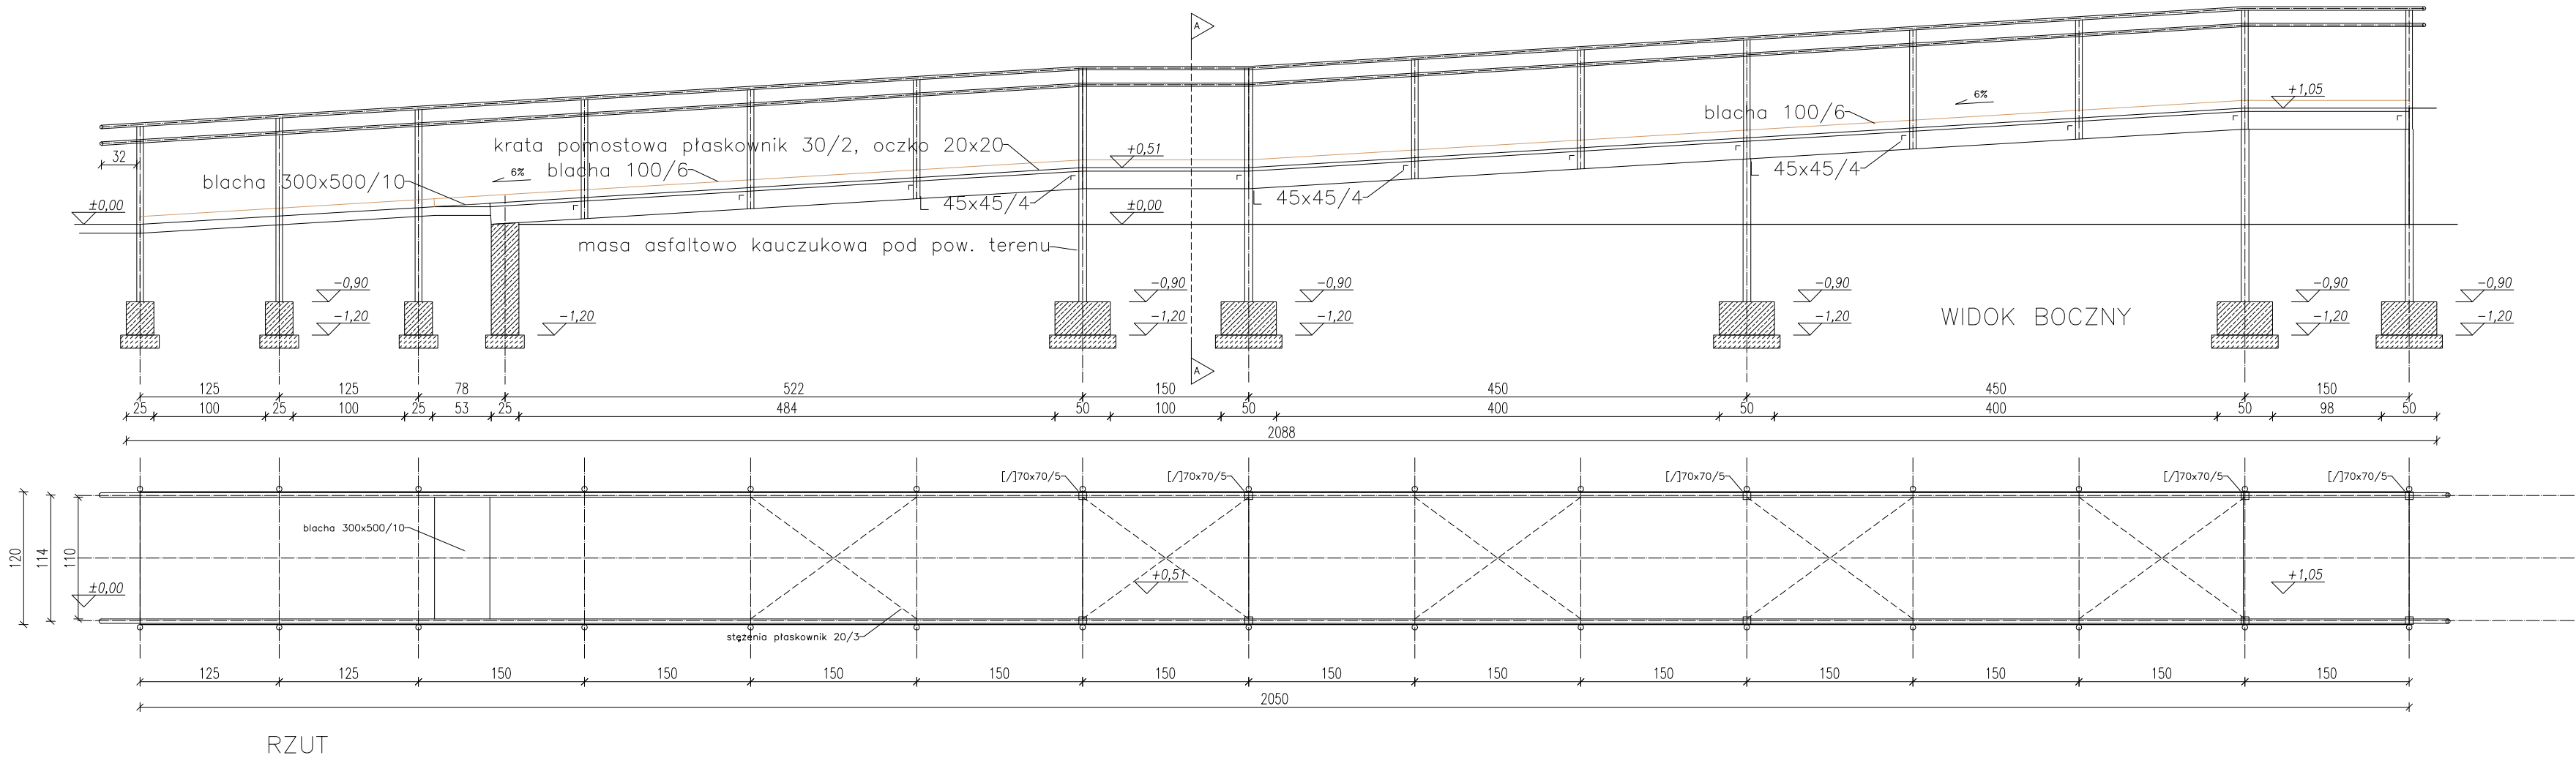 A
6%
+1,05
blacha 100/6
krata pomostowa płaskownik 30/2, oczko 20x20
+0,51
32
6%
blacha 100/6
L 45x45/4
blacha 300x500/10
L 45x45/4
L 45x45/4
±0,00
±0,00
masa asfaltowo kauczukowa pod pow. terenu
-0,90
-0,90
-0,90
-0,90
-0,90
-0,90
WIDOK BOCZNY
-1,20
-1,20
-1,20
-1,20
-1,20
-1,20
-1,20
A
125 125 78 522 150 450 450 150
25 100 25 100 25 53 25 484 50 100 50 400 50 400 50 98 50
2088
[/]70x70/5 [/]70x70/5 [/]70x70/5 [/]70x70/5 [/]70x70/5
blacha 300x500/10
120
114
110
±0,00
+0,51
+1,05
stężenia płaskownik 20/3
125 125 150 150 150 150 150 150 150 150 150 150 150 150
2050
RZUT